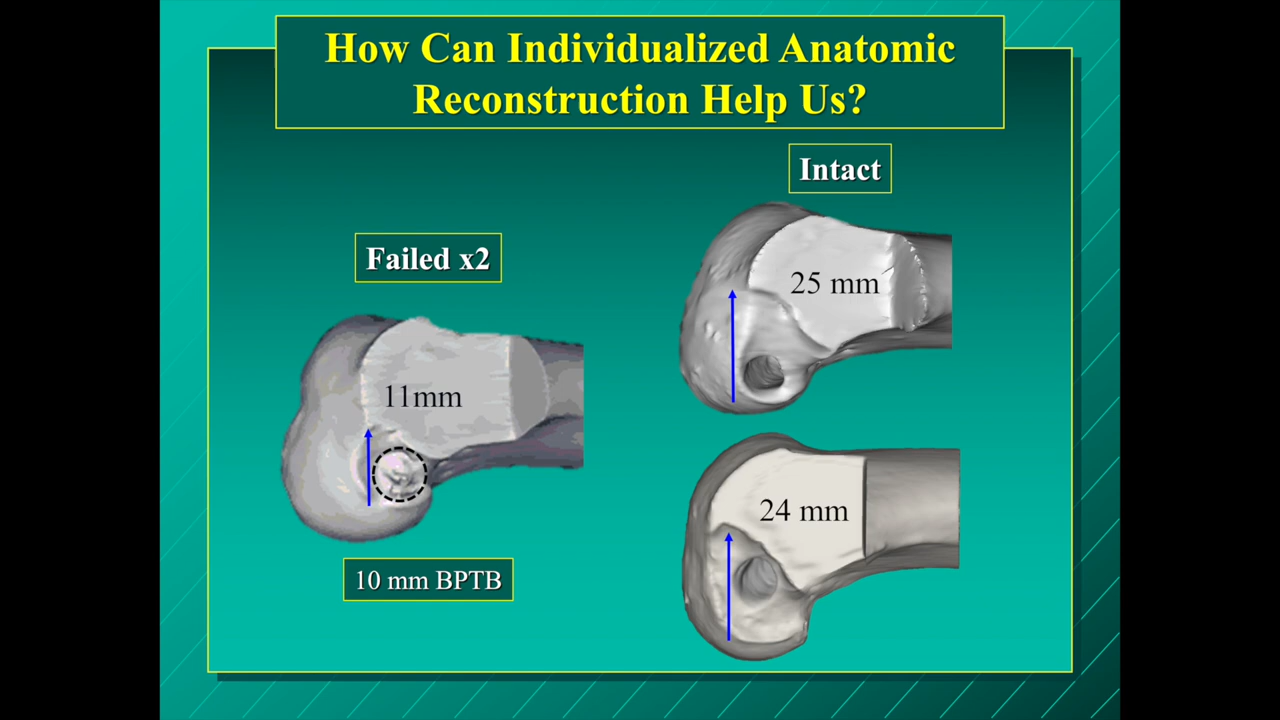 How Can Individualized Anatomic
Reconstruction Help Us?
Failed x2
11mm
10 mm BPTB
Intact
25 mm
24 mm